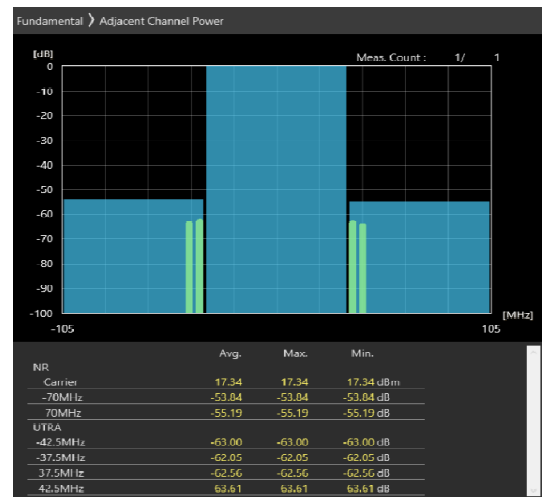 Fundamental ❯ Adjacent Channel Power
[dB]
Meas. Count : 1/ 1
0
-10
-20
-30
-40
-50
-60
-70
-80
-90
-100
[MHz]
-105 105
Avg. Max. Min.
NR
Carrier 17.34 17.34 17.34 dBm
-70MHz -53.84 -53.84 -53.84 dB
70MHz -55.19 -55.19 -55.19 dB
UTRA
-42.5MHz -63.00 -63.00 -63.00 dB
-37.5MHz -62.05 -62.05 -62.05 dB
37.5MHz -62.56 -62.56 -62.56 dB
42.5MHz 63.61 63.61 63.61 dB